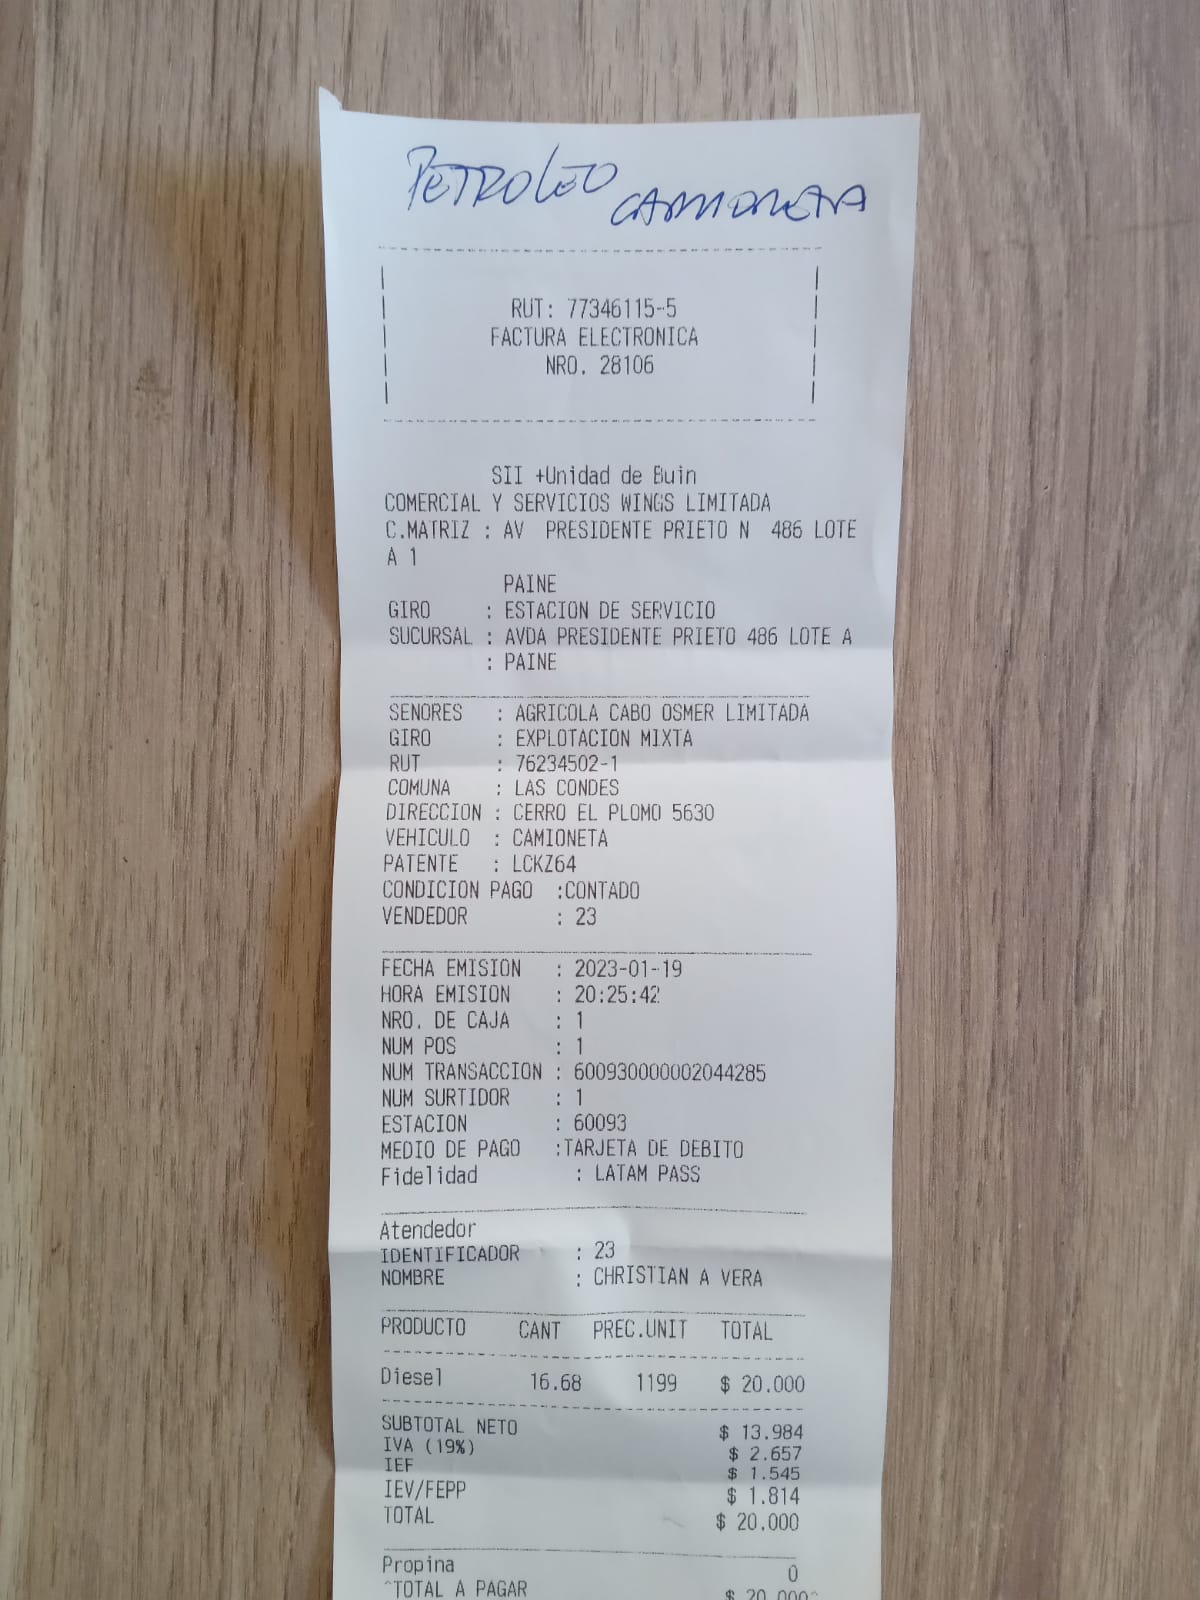 PETROLEO CAMIONETA
RUT: 77346115-5
FACTURA ELECTRONICA
NRO. 28106
SII +Unidad de Buin
COMERCIAL Y SERVICIOS WINGS LIMITADA
C.MATRIZ : AV PRESIDENTE PRIETO N 486 LOTE
A 1
PAINE
GIRO : ESTACION DE SERVICIO
SUCURSAL : AVDA PRESIDENTE PRIETO 486 LOTE A
: PAINE
SENORES : AGRICOLA CABO OSMER LIMITADA
GIRO : EXPLOTACION MIXTA
RUT : 76234502-1
COMUNA : LAS CONDES
DIRECCION : CERRO EL PLOMO 5630
VEHICULO : CAMIONETA
PATENTE : LCKZ64
CONDICION PAGO :CONTADO
VENDEDOR : 23
FECHA EMISION : 2023-01-19
HORA EMISION : 20:25:42
NRO. DE CAJA : 1
NUM POS : 1
NUM TRANSACCION : 600930000002044285
NUM SURTIDOR : 1
ESTACION : 60093
MEDIO DE PAGO :TARJETA DE DEBITO
Fidelidad : LATAM PASS
Atendedor
IDENTIFICADOR : 23
NOMBRE : CHRISTIAN A VERA
PRODUCTO CANT PREC.UNIT TOTAL
Diesel 16.68 1199 $ 20.000
SUBTOTAL NETO $ 13.984
IVA (19%) $ 2.657
IEF $ 1.545
IEV/FEPP $ 1.814
TOTAL $ 20.000
Propina 0
^TOTAL A PAGAR $ 20.000^